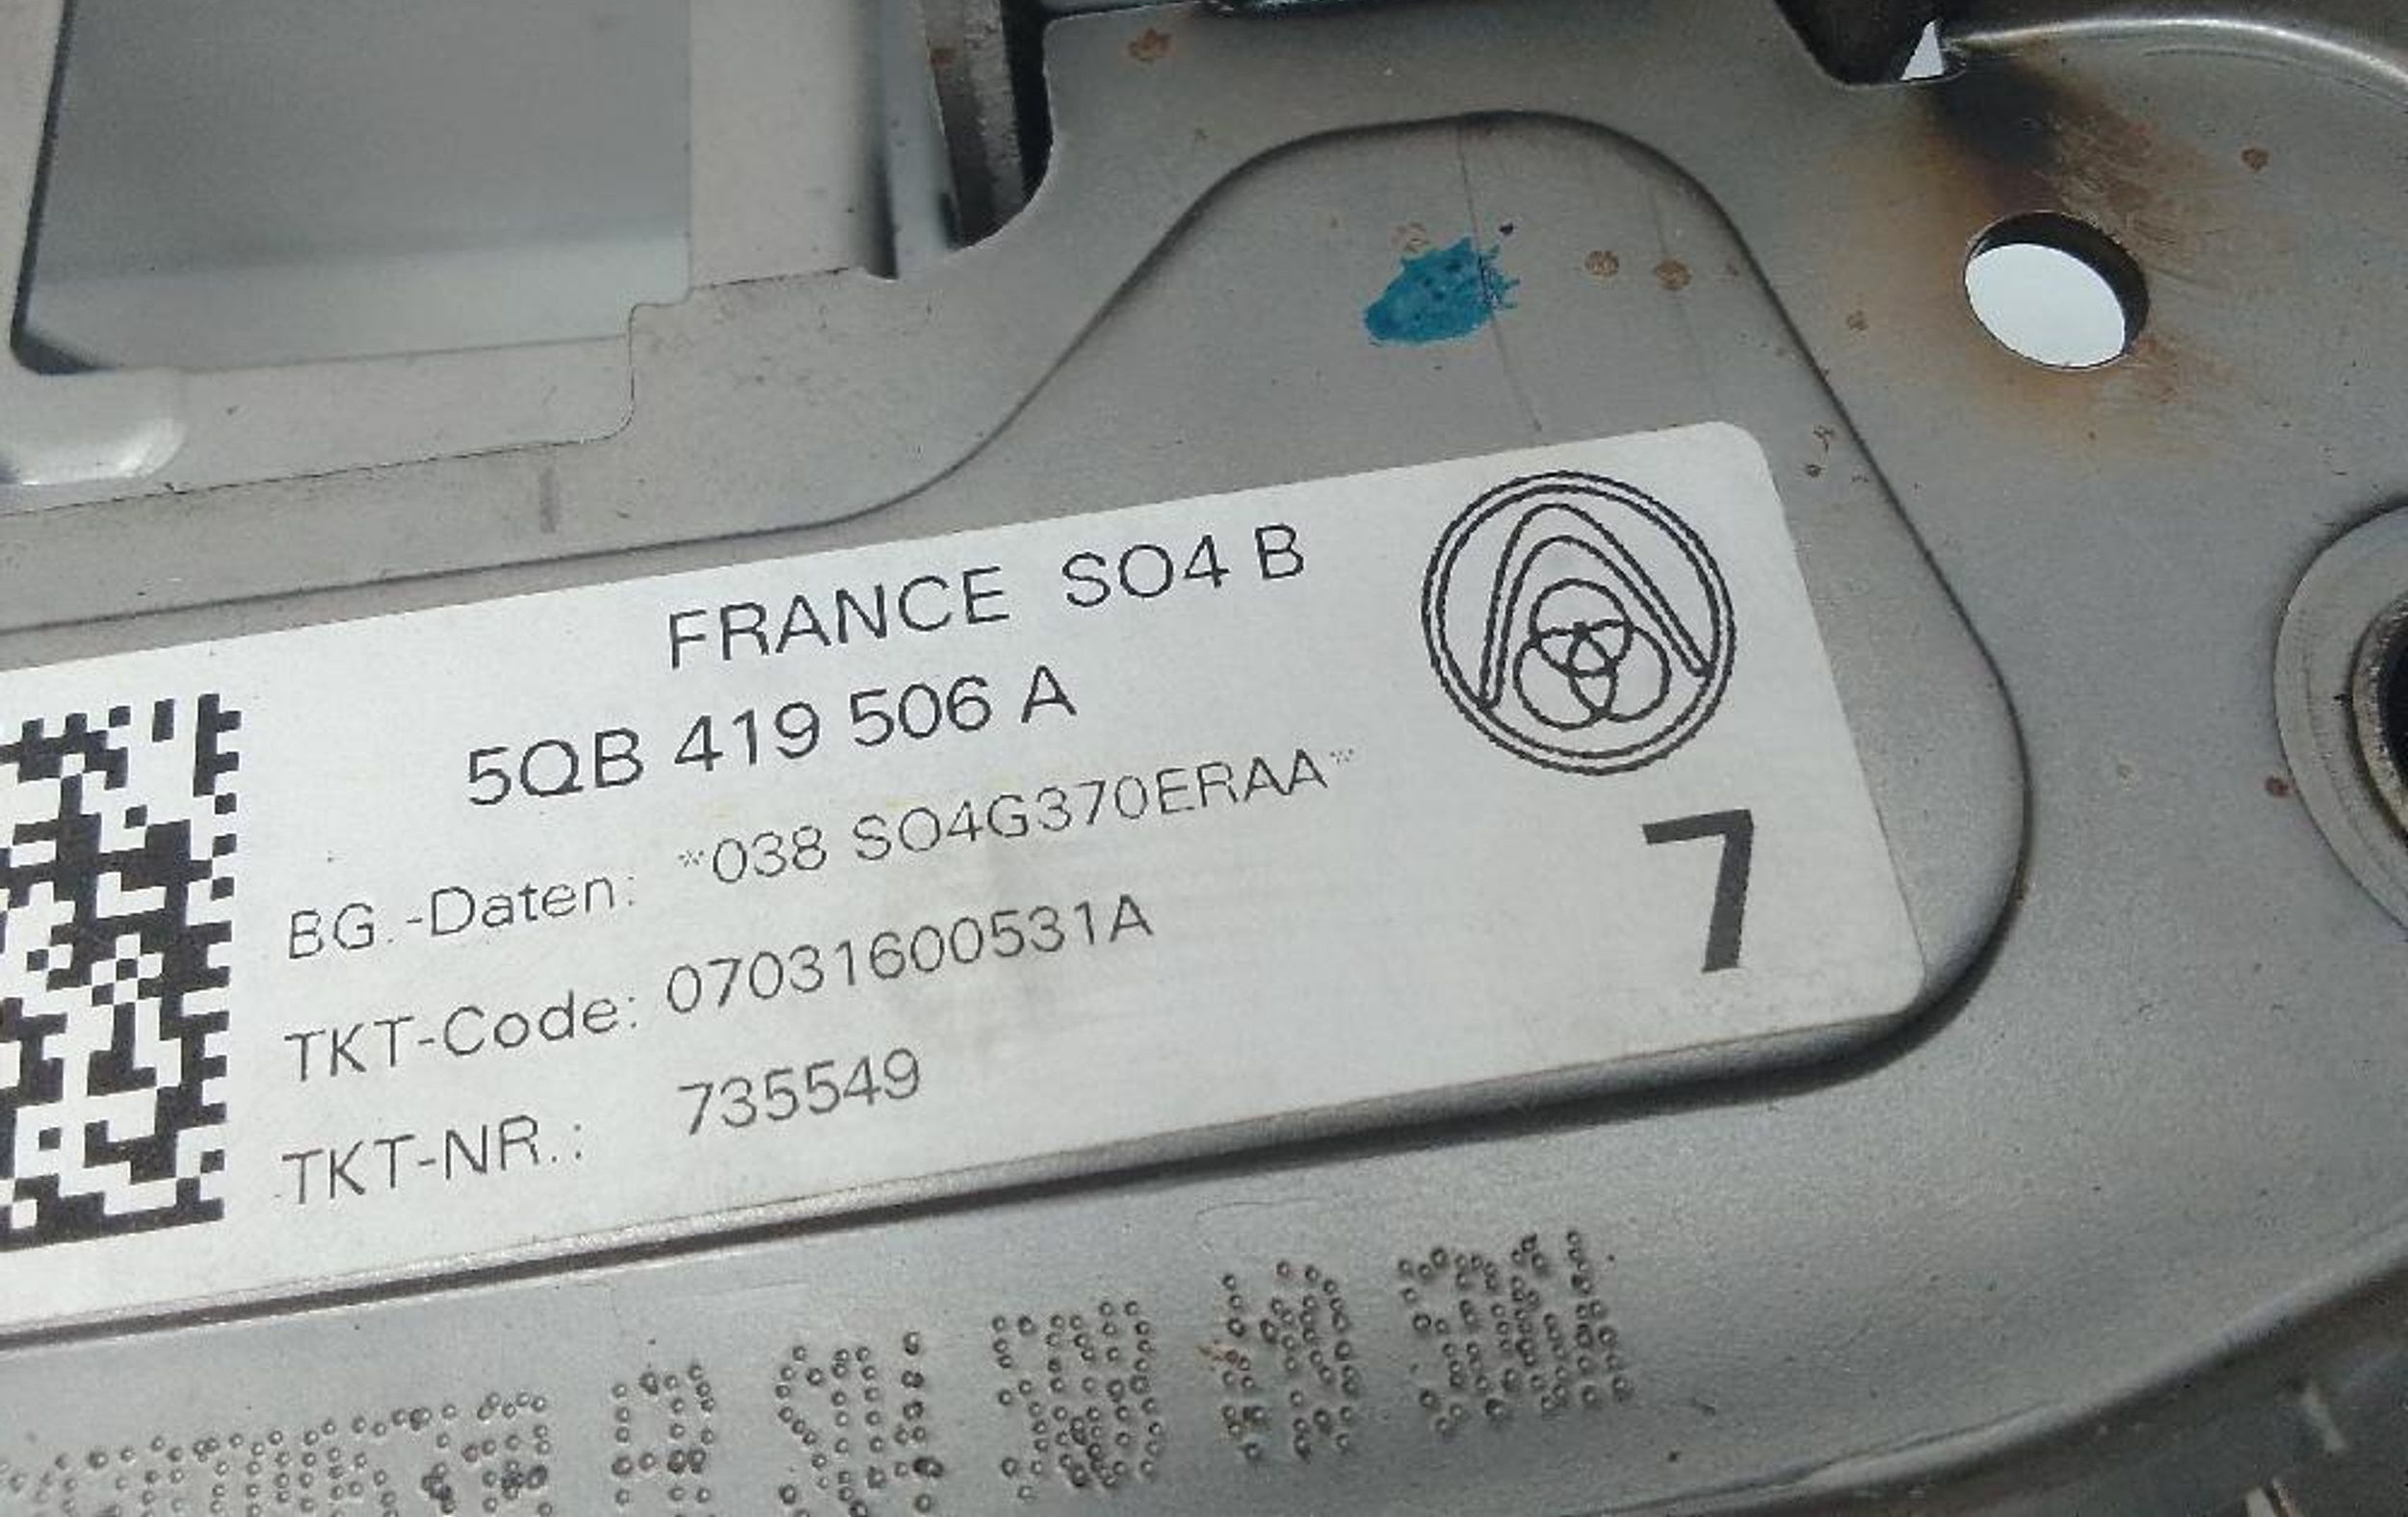 FRANCE SO4 B
5QB 419 506 A
BG.-Daten: *038 SO4G370ERAA*
TKT-Code: 07031600531A
TKT-NR.: 735549
7